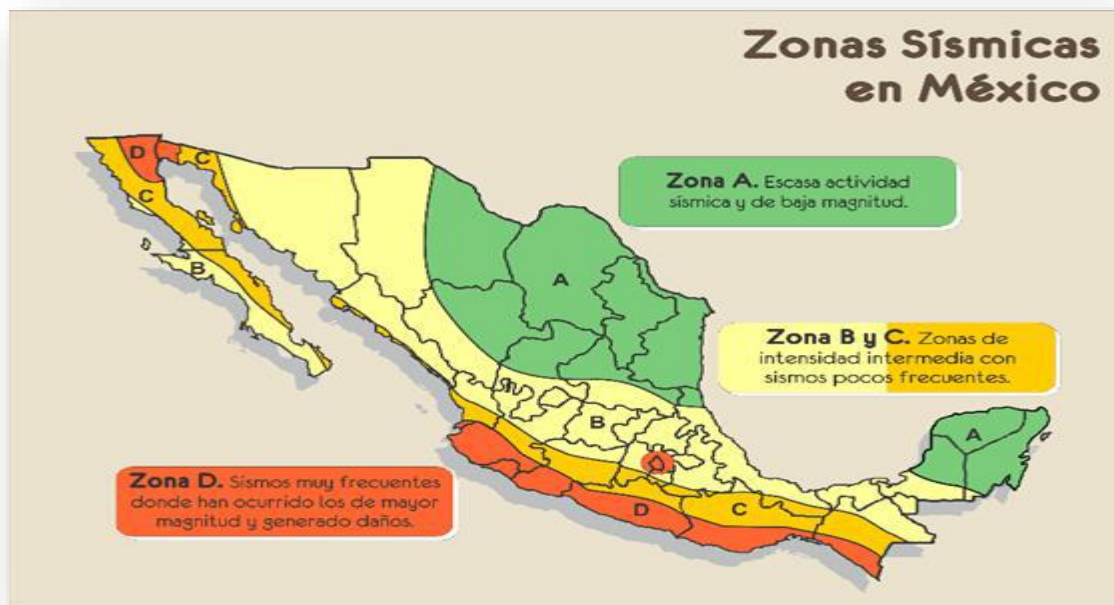 Zonas Sísmicas
en México
D
C
C
Zona A. Escasa actividad
sísmica y de baja magnitud.
B
A
Zona B y C. Zonas de
intensidad intermedia con
sismos pocos frecuentes.
B
A
Zona D. Sismos muy frecuentes
donde han ocurrido los de mayor
magnitud y generado daños.
D
C